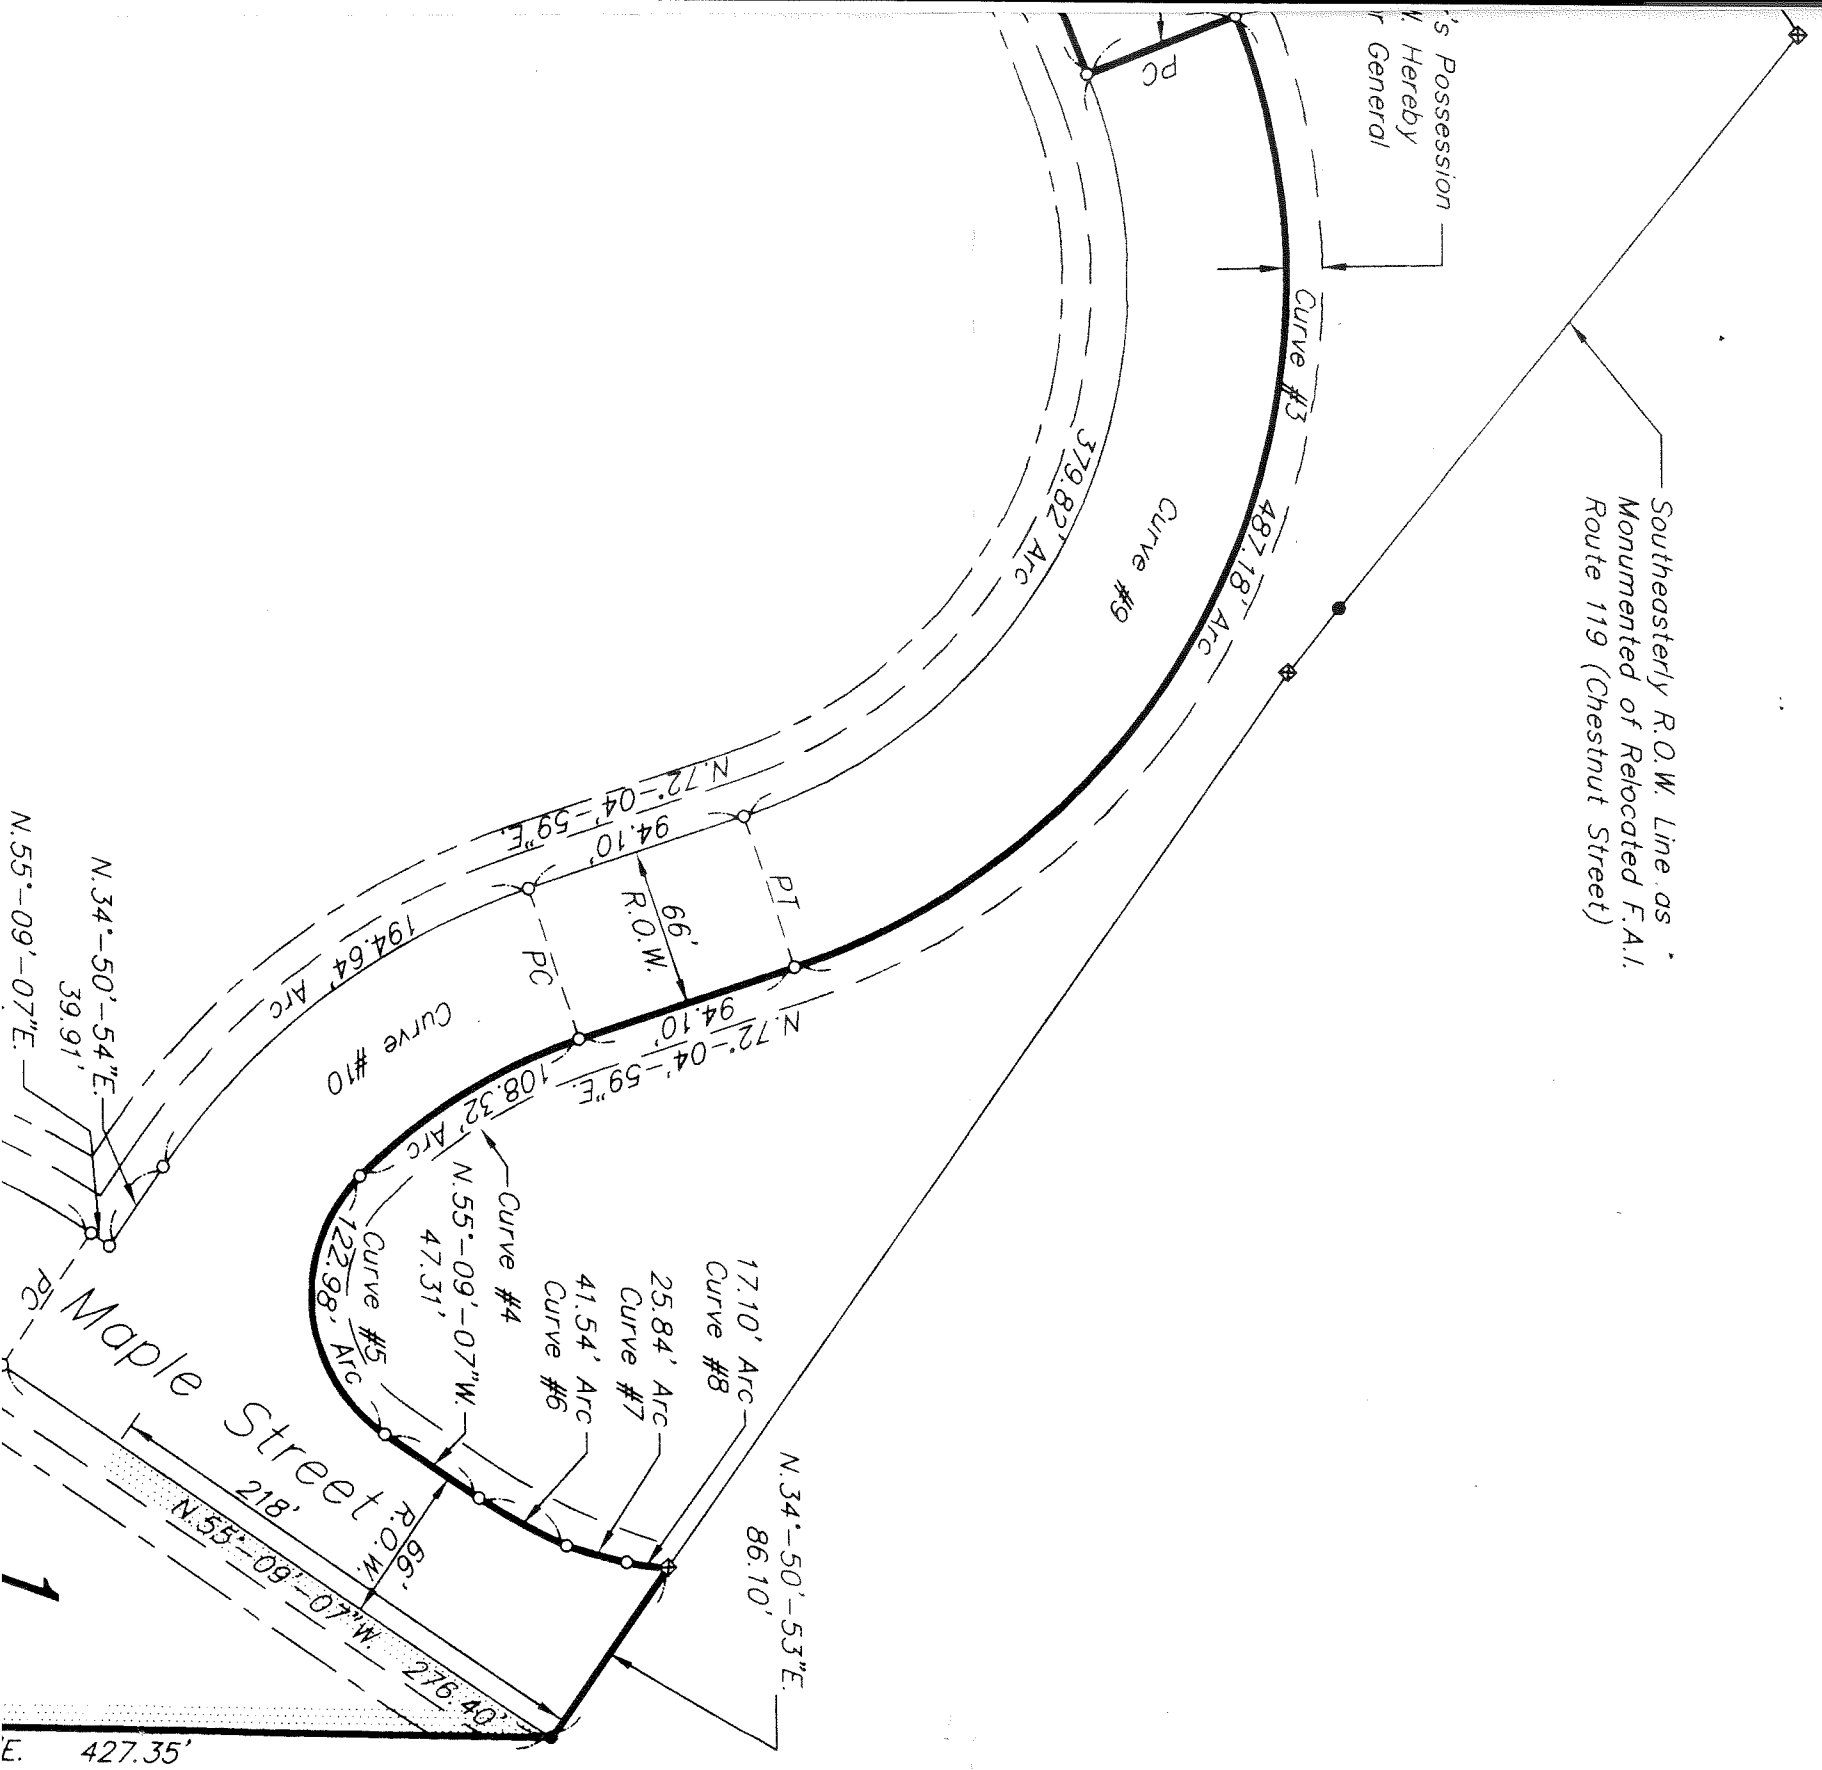 's Possession
W. Hereby
r General
PC
Southeasterly R.O.W. Line as
Monumented of Relocated F.A.I.
Route 119 (Chestnut Street)
Curve #3
487.18' Arc
379.82' Arc
Curve #9
N.72°-04'-59"E.
94.10'
PT
66'
R.O.W.
PC
N.72°-04'-59"E.
94.10'
194.64' Arc
Curve #10
108.32' Arc
Curve #4
N.55°-09'-07"W.
47.31'
Curve #5
122.98' Arc
17.10' Arc
Curve #8
25.84' Arc
Curve #7
41.54' Arc
Curve #6
N.34°-50'-53"E.
86.10'
N.34°-50'-54"E.
39.91'
N.55°-09'-07"E.
PC
Maple Street
66'
R.O.W.
218'
N.55°-09'-07"W. 276.40'
1
E. 427.35'